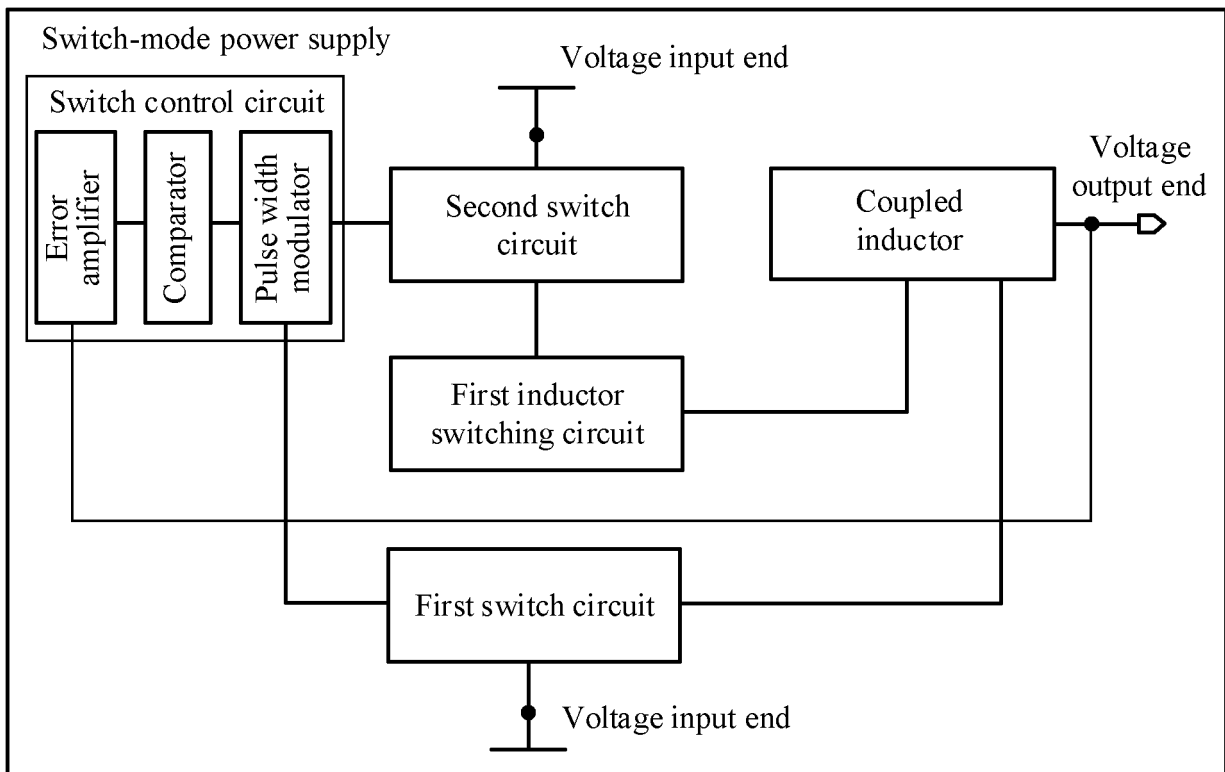 Switch-mode power supply
Voltage input end
Switch control circuit
Error
amplifier
Comparator
Pulse width
modulator
Second switch
circuit
Coupled
inductor
Voltage
output end
First inductor
switching circuit
First switch circuit
Voltage input end